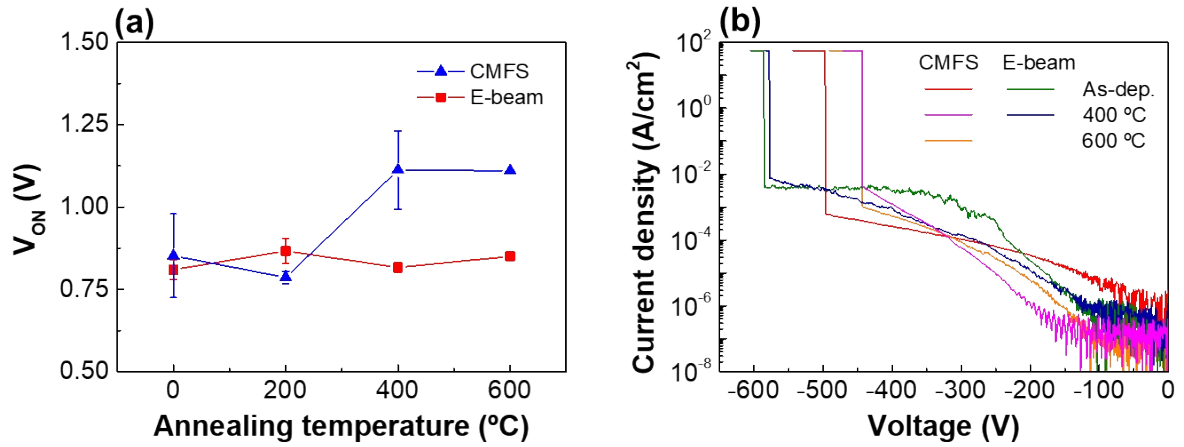 (a)
1.50
1.25
1.00
0.75
0.50
V_ON (V)
CMFS
E-beam
0 200 400 600
Annealing temperature (ºC)
(b)
10^2
10^0
10^-2
10^-4
10^-6
10^-8
Current density (A/cm^2)
CMFS E-beam
As-dep.
400 ºC
600 ºC
-600 -500 -400 -300 -200 -100 0
Voltage (V)